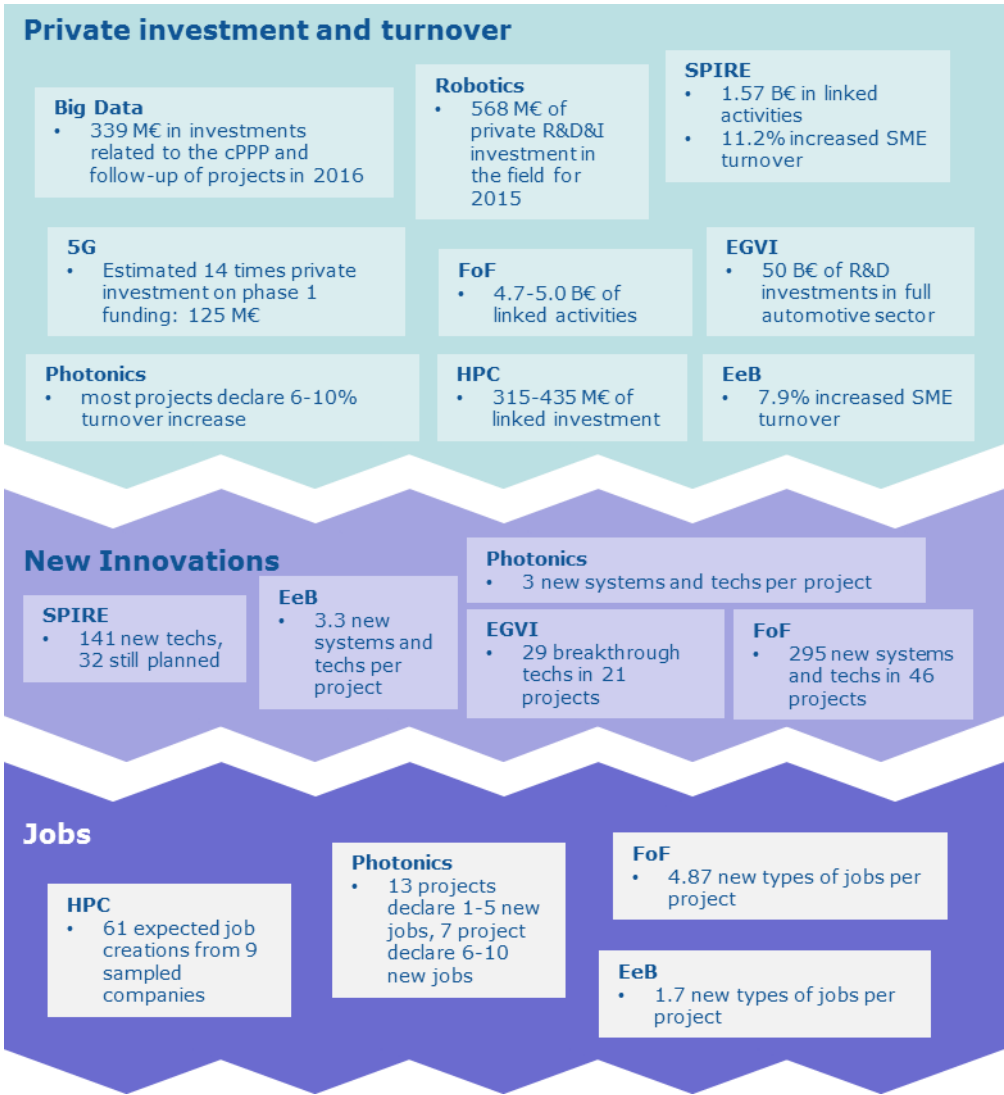 Private investment and turnover
Big Data
• 339 M€ in investments
related to the cPPP and
follow-up of projects in 2016
Robotics
• 568 M€ of
private R&D&I
investment in
the field for
2015
SPIRE
• 1.57 B€ in linked
activities
• 11.2% increased SME
turnover
5G
• Estimated 14 times private
investment on phase 1
funding: 125 M€
FoF
• 4.7-5.0 B€ of
linked activities
EGVI
• 50 B€ of R&D
investments in full
automotive sector
Photonics
• most projects declare 6-10%
turnover increase
HPC
• 315-435 M€ of
linked investment
EeB
• 7.9% increased SME
turnover
New Innovations
SPIRE
• 141 new techs,
32 still planned
EeB
• 3.3 new
systems and
techs per
project
Photonics
• 3 new systems and techs per project
EGVI
• 29 breakthrough
techs in 21
projects
FoF
• 295 new systems
and techs in 46
projects
Jobs
HPC
• 61 expected job
creations from 9
sampled
companies
Photonics
• 13 projects
declare 1-5 new
jobs, 7 project
declare 6-10
new jobs
FoF
• 4.87 new types of jobs per
project
EeB
• 1.7 new types of jobs per
project